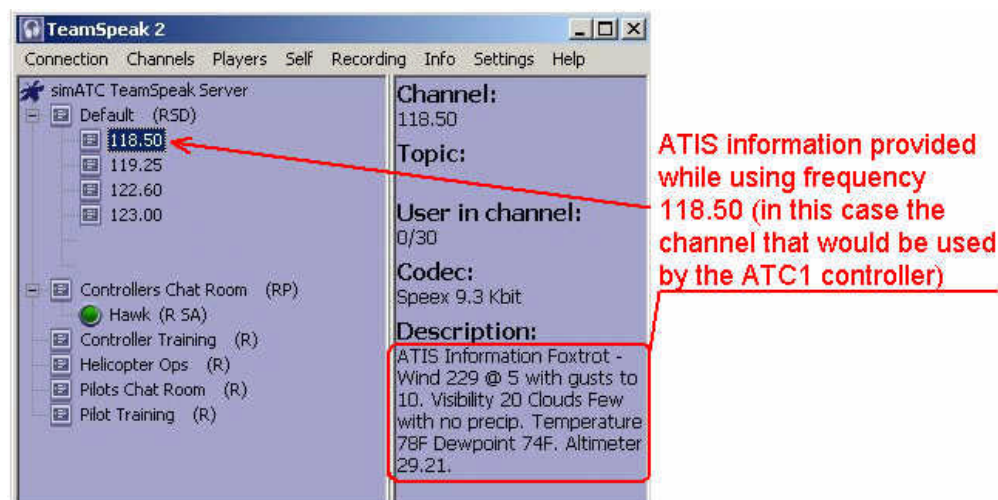 TeamSpeak 2
Connection Channels Players Self Recording Info Settings Help
simATC TeamSpeak Server
Default (RSD)
118.50
119.25
122.60
123.00
Controllers Chat Room (RP)
Hawk (R SA)
Controller Training (R)
Helicopter Ops (R)
Pilots Chat Room (R)
Pilot Training (R)
Channel:
118.50
Topic:
User in channel:
0/30
Codec:
Speex 9.3 Kbit
Description:
ATIS Information Foxtrot -
Wind 229 @ 5 with gusts to
10. Visibility 20 Clouds Few
with no precip. Temperature
78F Dewpoint 74F. Altimeter
29.21.
ATIS information provided
while using frequency
118.50 (in this case the
channel that would be used
by the ATC1 controller)